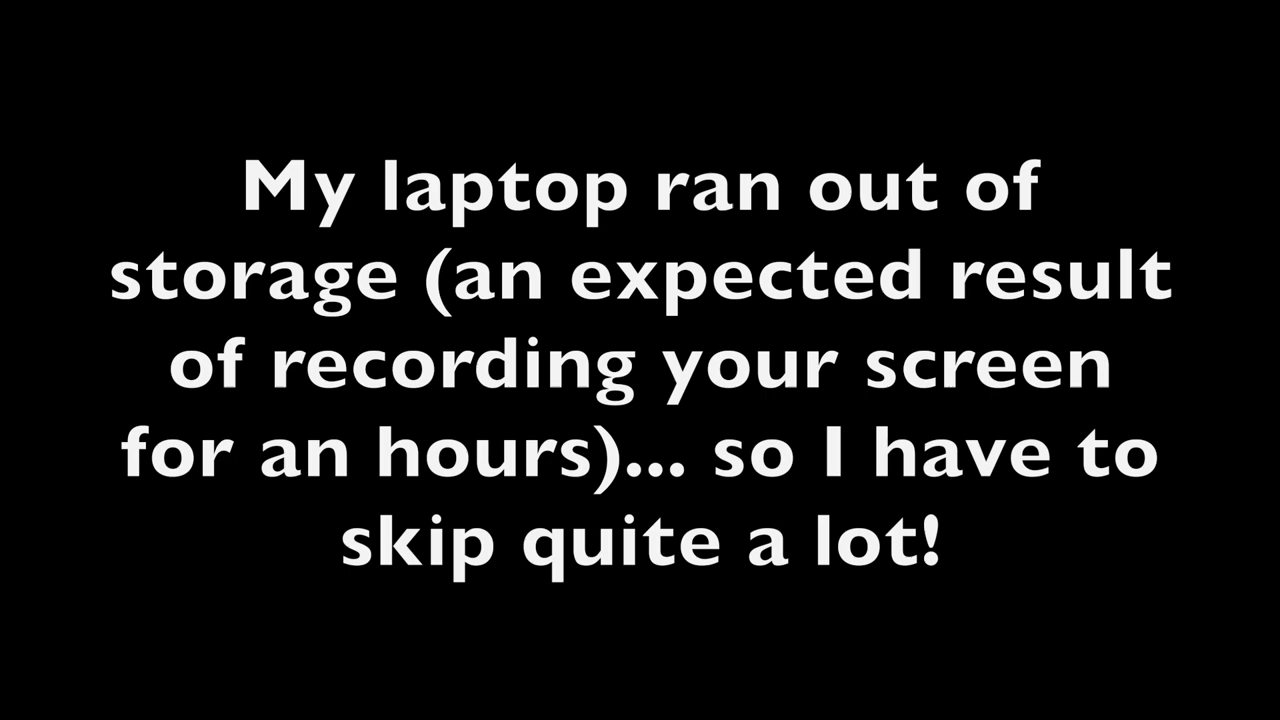 My laptop ran out of
storage (an expected result
of recording your screen
for an hours)... so I have to
skip quite a lot!